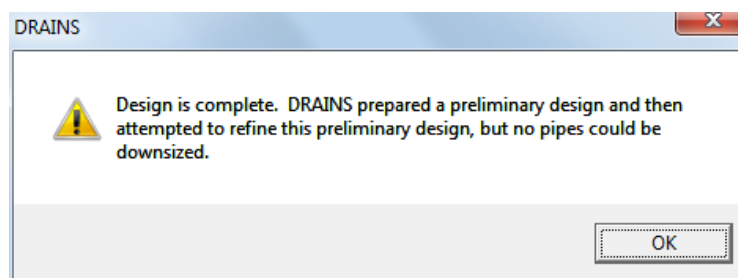 DRAINS
Design is complete. DRAINS prepared a preliminary design and then
attempted to refine this preliminary design, but no pipes could be
downsized.
OK